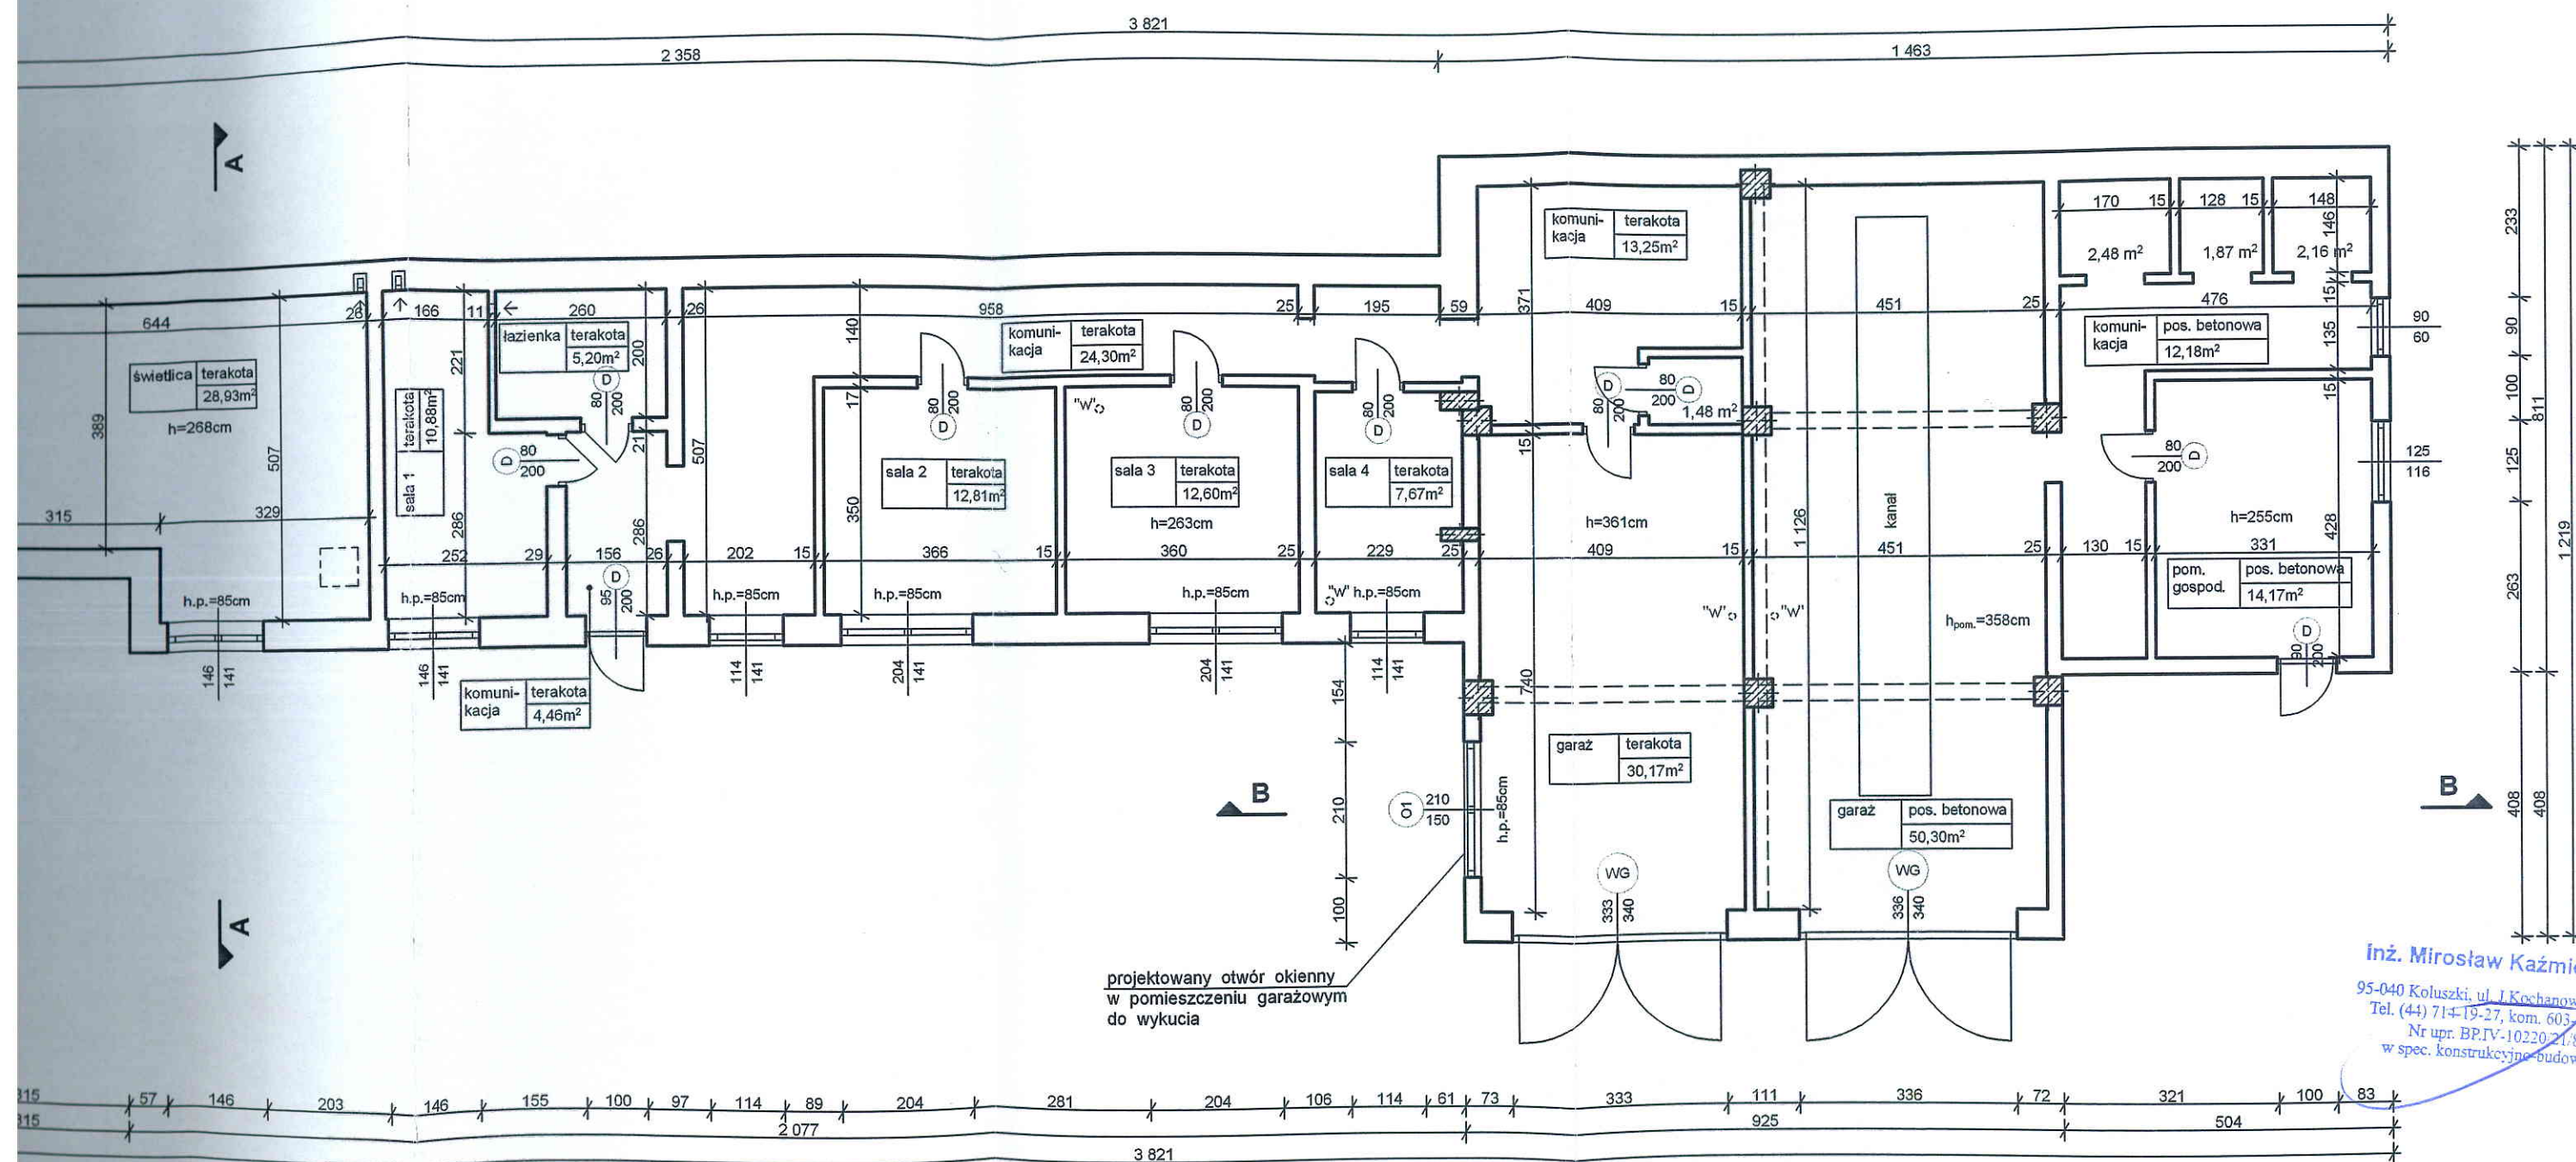 3 821
2 358
1 463
A
B
B
A
644
26
166
11
260
26
958
25
195
59
409
15
451
25
476
170
15
128
15
148
146
2,48 m²
1,87 m²
2,16 m²
świetlica
terakota
28,93m²
h=268cm
389
507
315
329
h.p.=85cm
sala 1
terakota
10,88m²
221
286
252
29
156
26
h.p.=85cm
łazienka
terakota
5,20m²
200
D
80
200
21
D
80
200
286
D
95
200
komuni-
kacja
terakota
4,46m²
507
202
15
h.p.=85cm
140
17
350
komuni-
kacja
terakota
24,30m²
80
200
D
80
200
D
80
200
D
sala 2
terakota
12,81m²
366
15
h.p.=85cm
"W"
sala 3
terakota
12,60m²
h=263cm
360
25
h.p.=85cm
sala 4
terakota
7,67m²
229
25
"W"
h.p.=85cm
146
141
146
141
114
141
204
141
204
141
114
141
komuni-
kacja
terakota
13,25m²
371
15
D
80
200
80
200
D
1,48 m²
h=361cm
409
15
740
"W"
"W"
garaż
terakota
30,17m²
h.p.=85cm
O1
210
150
154
210
100
WG
333
340
kanał
1 126
451
25
hpom.=358cm
garaż
pos. betonowa
50,30m²
WG
336
340
komuni-
kacja
pos. betonowa
12,18m²
15
135
15
90
60
125
116
80
200
D
h=255cm
428
130
15
331
pom.
gospod.
pos. betonowa
14,17m²
D
90
200
233
90
100
125
263
408
811
408
1 219
projektowany otwór okienny
w pomieszczeniu garażowym
do wykucia
inż. Mirosław
95-040 Koluszki, ul.
Tel. (44) 714-19-27, kom. 603-
Nr upr. BP.IV-10220/21/
w spec.
315
57
146
203
146
155
100
97
114
89
204
281
204
106
114
61
73
333
111
336
72
321
100
83
315
2 077
925
504
3 821